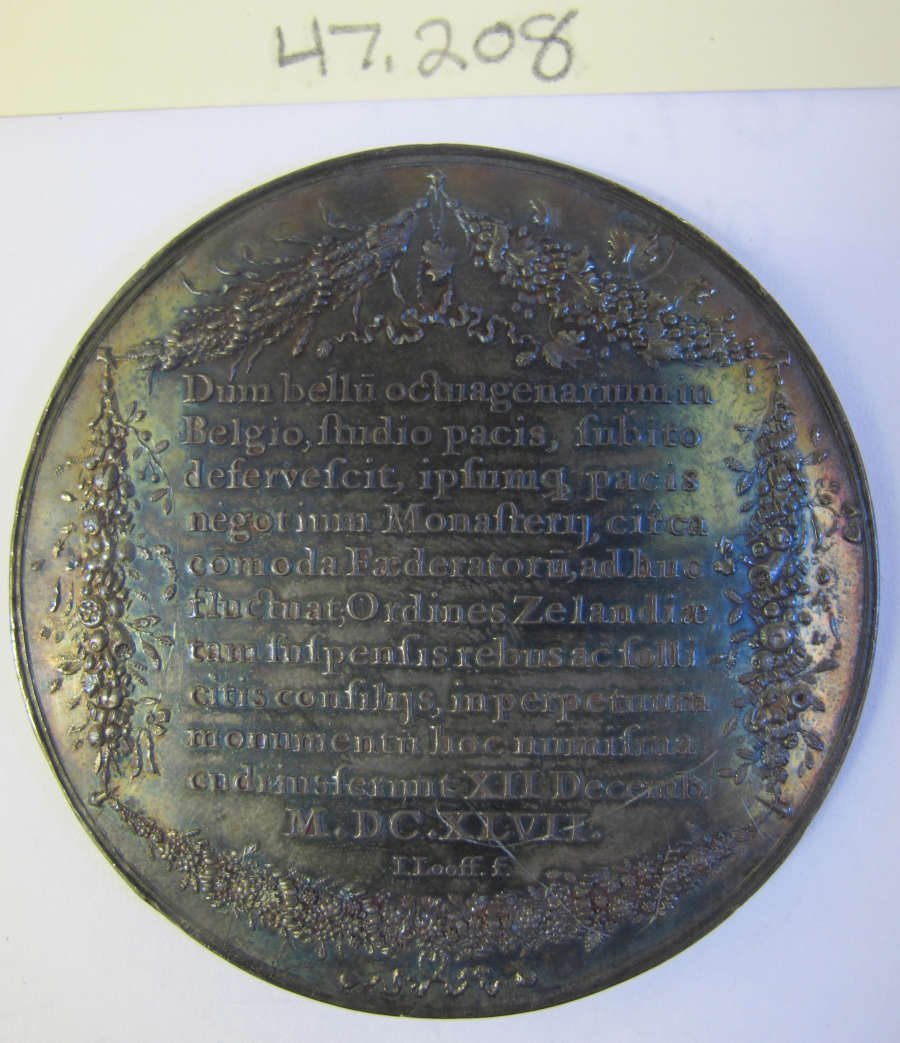 47.208
Dum bellū octuagenarium in
Belgio, ſtudio pacis, ſubito
deferveſcit, ipſumq́ pacis
negotium Monaſterij, circa
cōmoda Fæderatorū, ad huc
fluctuat, Ordines Zelandiæ
tam ſuſpenſis rebus ac ſolli
citis conſilijs, in perpetuum
monumentū hoc numiſma
cudi jusſerunt XII Decemb.
M. DC. XLVII.
I. Looff. f.